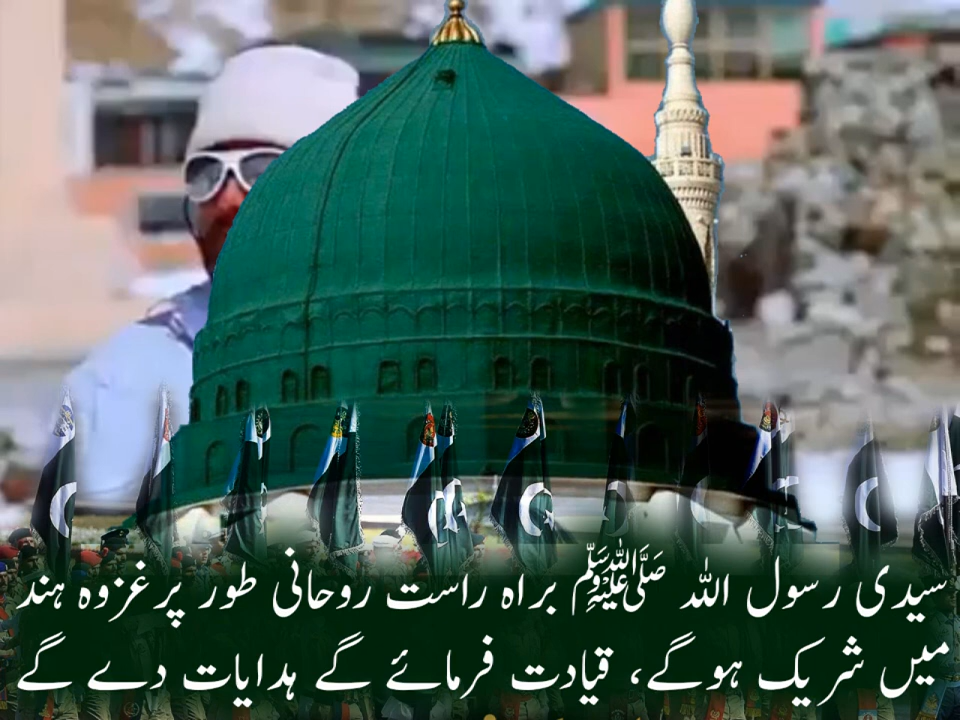 سیدی رسول اللہ ﷺ براہ راست روحانی طور پر غزوہ ہند
میں شریک ہوگے، قیادت فرمائے گے ہدایات دے گے